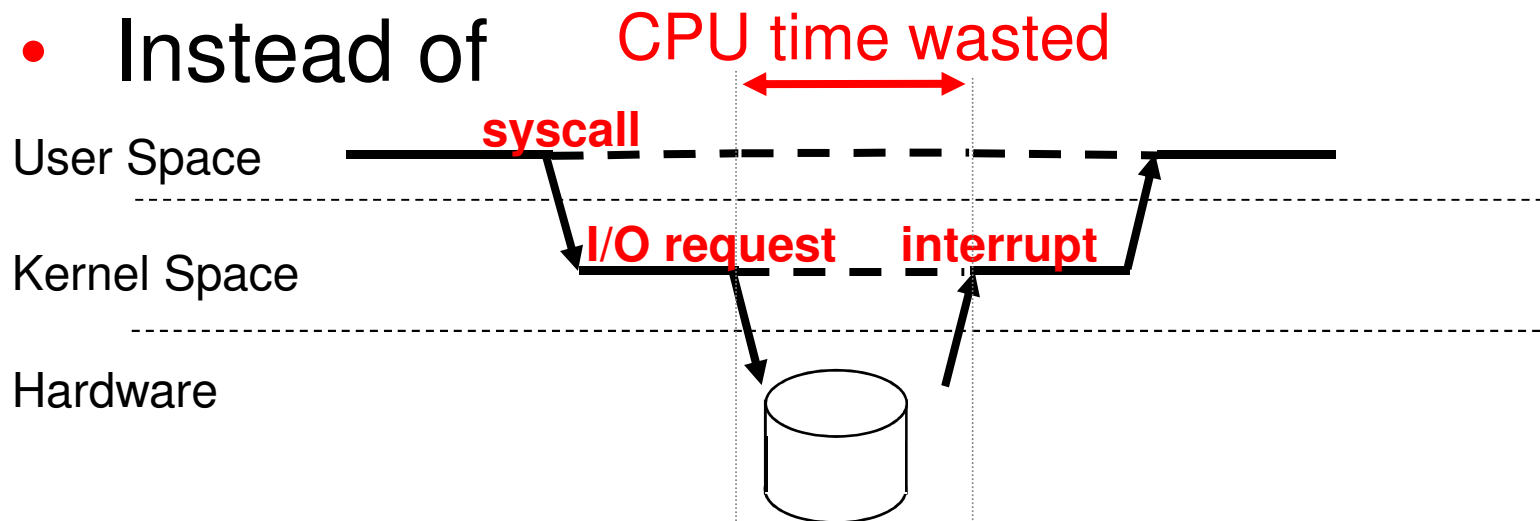 • Instead of
CPU time wasted
syscall
User Space
I/O request
interrupt
Kernel Space
Hardware